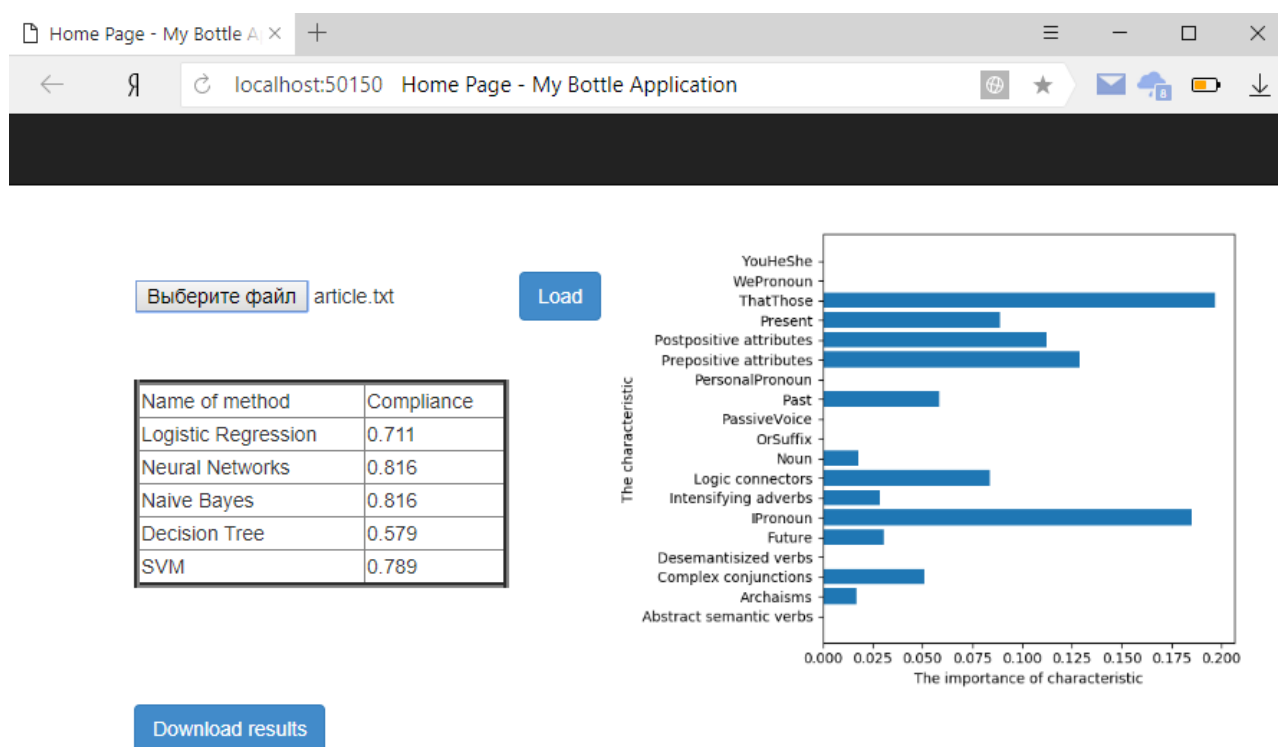 Home Page - My Bottle A
Я localhost:50150 Home Page - My Bottle Application 8
Выберите файл article.txt Load
Name of method Compliance
Logistic Regression 0.711
Neural Networks 0.816
Naive Bayes 0.816
Decision Tree 0.579
SVM 0.789
Download results
The characteristic
YouHeShe
WePronoun
ThatThose
Present
Postpositive attributes
Prepositive attributes
PersonalPronoun
Past
PassiveVoice
OrSuffix
Noun
Logic connectors
Intensifying adverbs
IPronoun
Future
Desemantisized verbs
Complex conjunctions
Archaisms
Abstract semantic verbs
0.000 0.025 0.050 0.075 0.100 0.125 0.150 0.175 0.200
The importance of characteristic